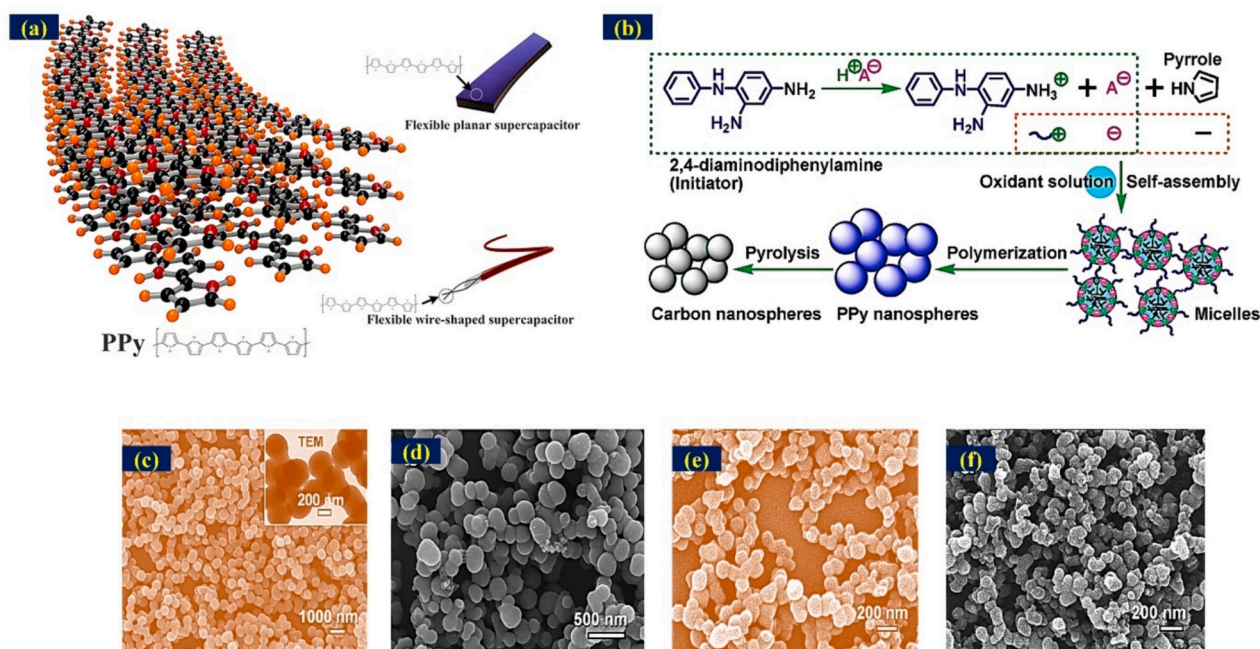 (a)
Flexible planar supercapacitor
Flexible wire-shaped supercapacitor
PPy
(b)
H⊕A⊖
Pyrrole
H
N
NH₂
H₂N
H
N
NH₃⊕
H₂N
+
A⊖
+
HN
⊕
⊖
−
2,4-diaminodiphenylamine
(Initiator)
Oxidant solution
Self-assembly
Pyrolysis
Polymerization
Carbon nanospheres
PPy nanospheres
Micelles
(c)
TEM
200 nm
1000 nm
(d)
500 nm
(e)
200 nm
(f)
200 nm